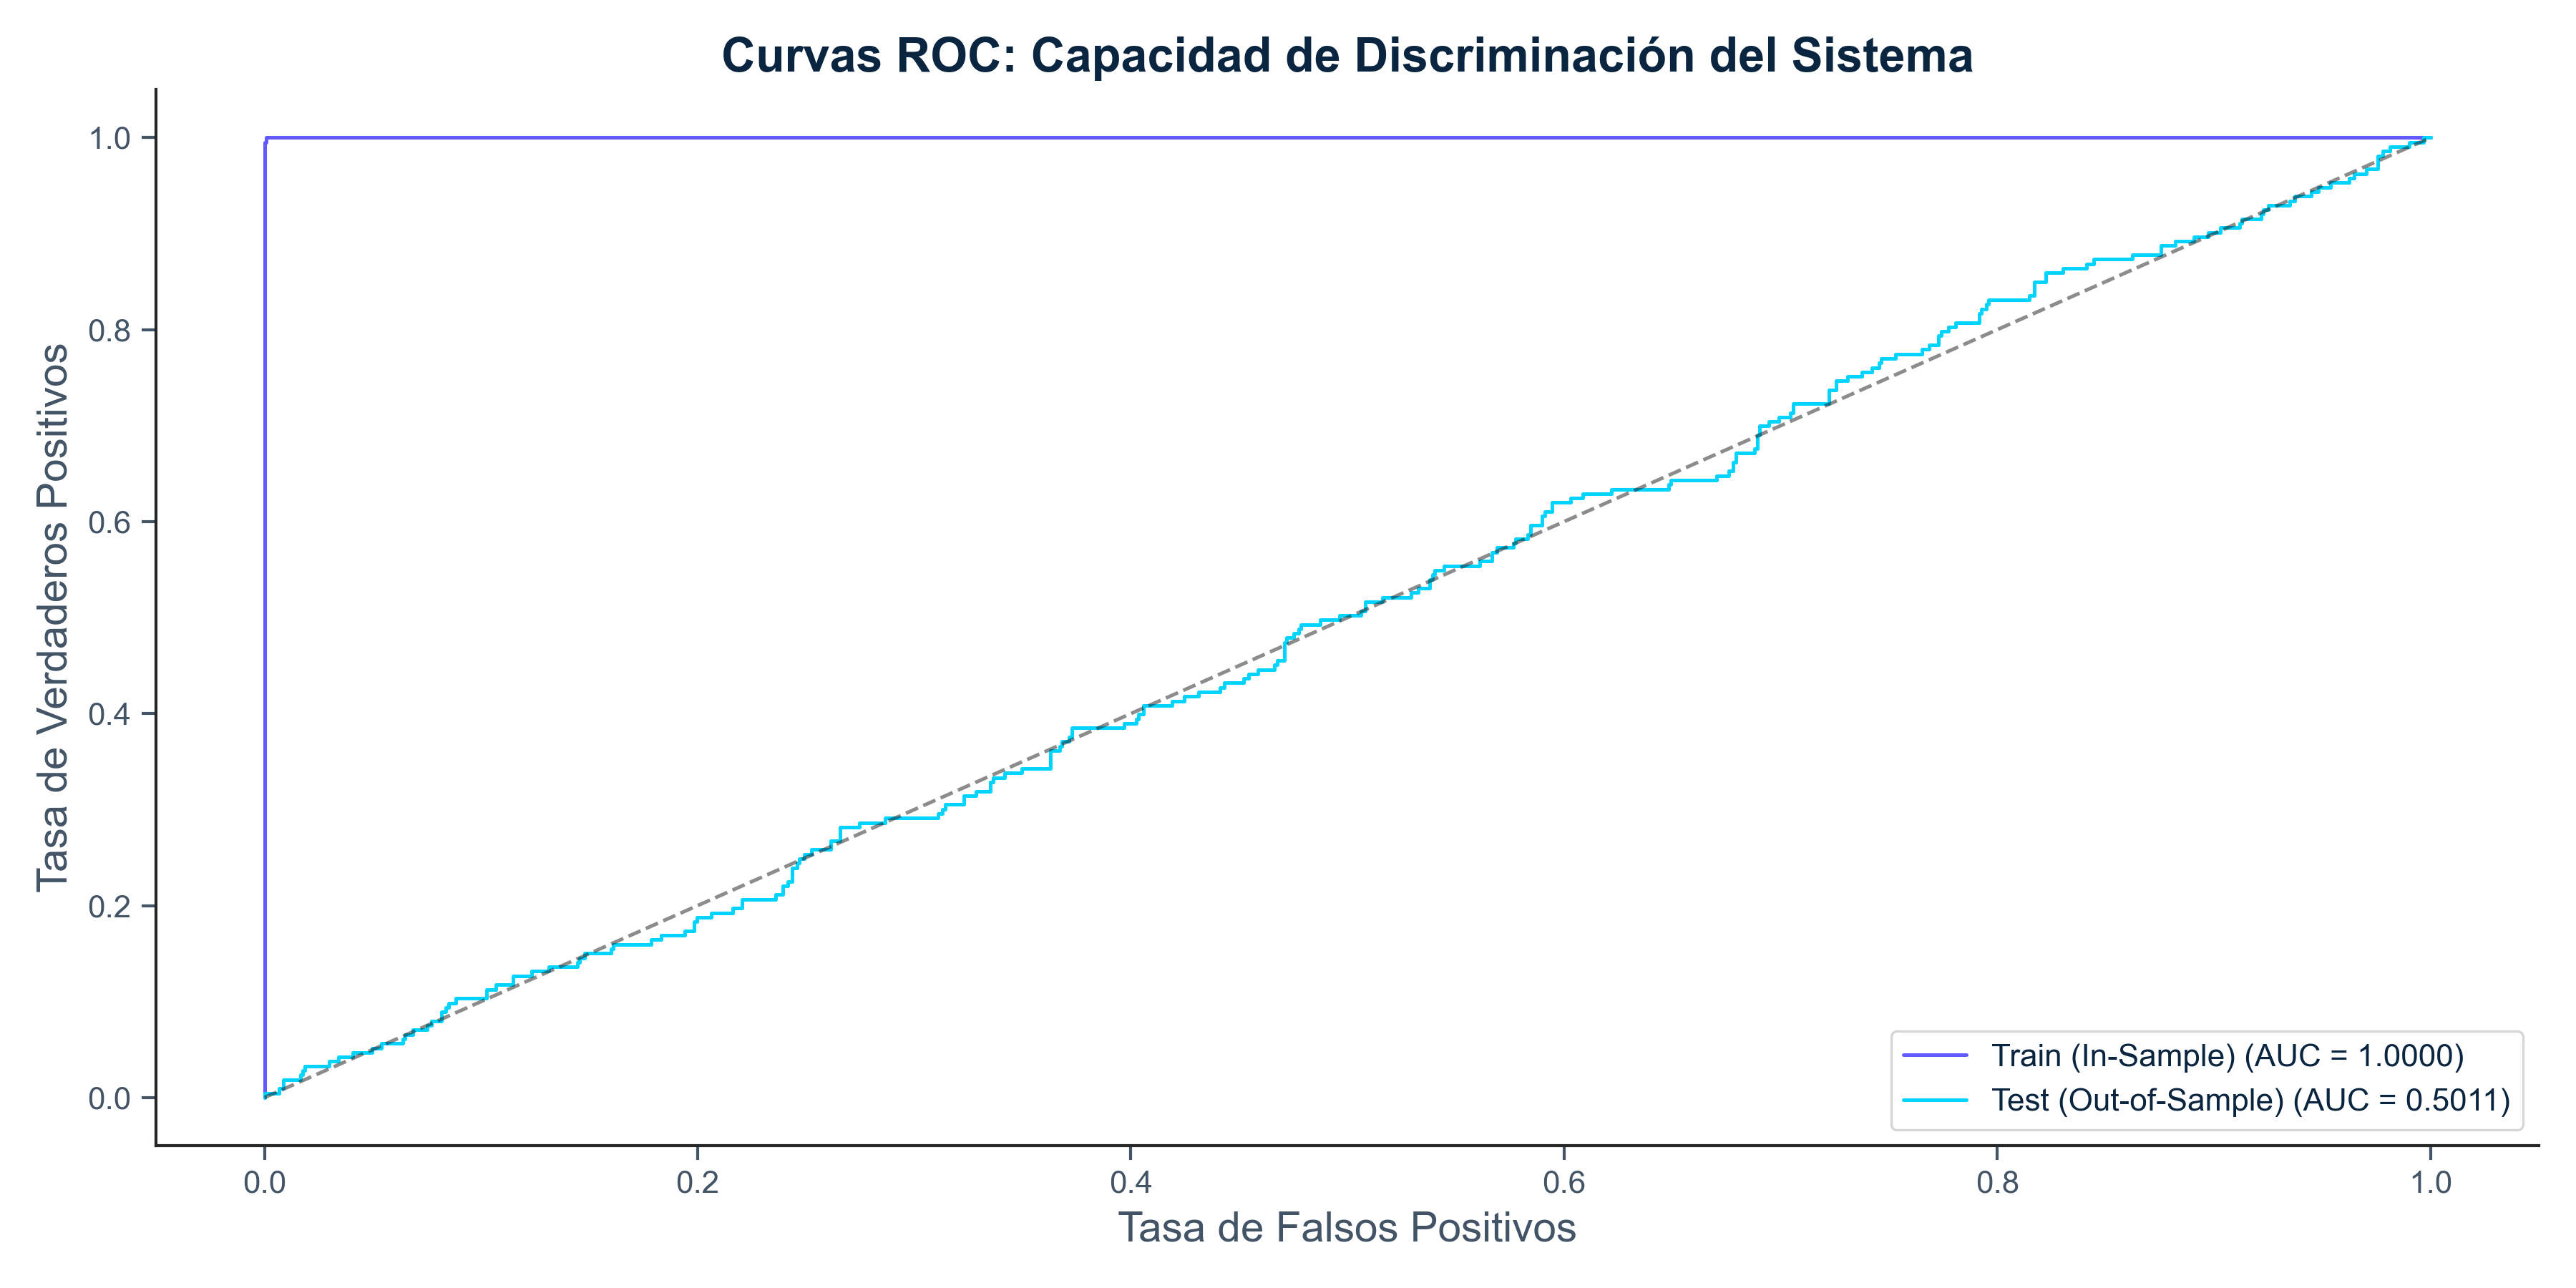 Curvas ROC: Capacidad de Discriminación del Sistema
Tasa de Verdaderos Positivos
1.0
0.8
0.6
0.4
0.2
0.0
0.0 0.2 0.4 0.6 0.8 1.0
Tasa de Falsos Positivos
Train (In-Sample) (AUC = 1.0000)
Test (Out-of-Sample) (AUC = 0.5011)